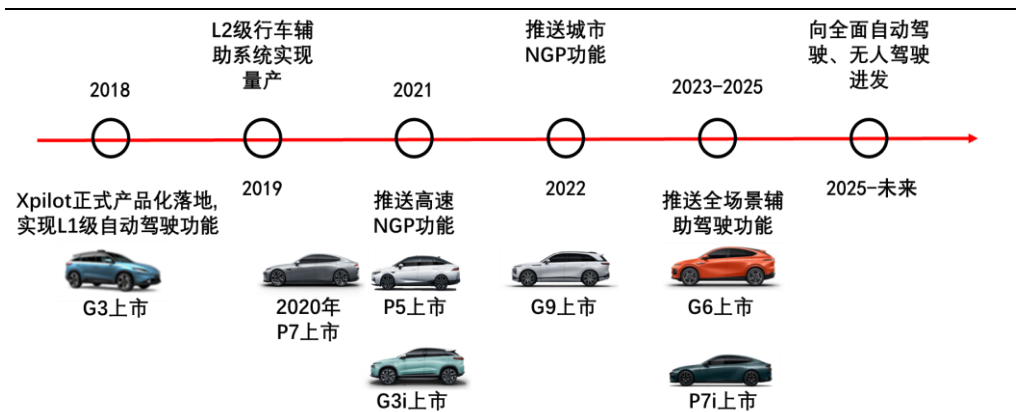 L2级行车辅
助系统实现
量产
推送城市
NGP功能
向全面自动驾
驶、无人驾驶
进发
2018
2021
2023-2025
2019
2022
2025-未来
Xpilot正式产品化落地,
实现L1级自动驾驶功能
推送高速
NGP功能
推送全场景辅
助驾驶功能
G3上市
2020年
P7上市
P5上市
G9上市
G6上市
G3i上市
P7i上市